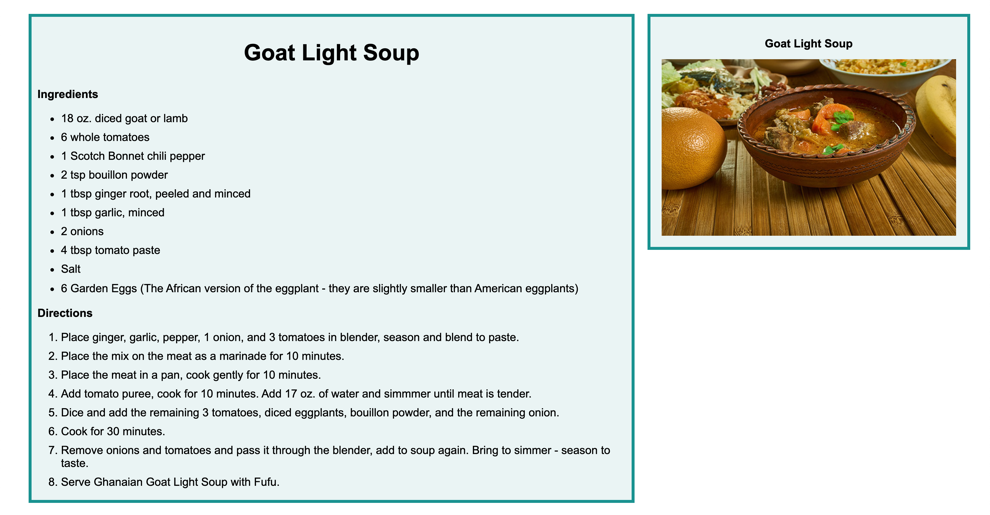 Goat Light Soup
Ingredients
• 18 oz. diced goat or lamb
• 6 whole tomatoes
• 1 Scotch Bonnet chili pepper
• 2 tsp bouillon powder
• 1 tbsp ginger root, peeled and minced
• 1 tbsp garlic, minced
• 2 onions
• 4 tbsp tomato paste
• Salt
• 6 Garden Eggs (The African version of the eggplant - they are slightly smaller than American eggplants)
Directions
1. Place ginger, garlic, pepper, 1 onion, and 3 tomatoes in blender, season and blend to paste.
2. Place the mix on the meat as a marinade for 10 minutes.
3. Place the meat in a pan, cook gently for 10 minutes.
4. Add tomato puree, cook for 10 minutes. Add 17 oz. of water and simmmer until meat is tender.
5. Dice and add the remaining 3 tomatoes, diced eggplants, bouillon powder, and the remaining onion.
6. Cook for 30 minutes.
7. Remove onions and tomatoes and pass it through the blender, add to soup again. Bring to simmer - season to
taste.
8. Serve Ghanaian Goat Light Soup with Fufu.
Goat Light Soup